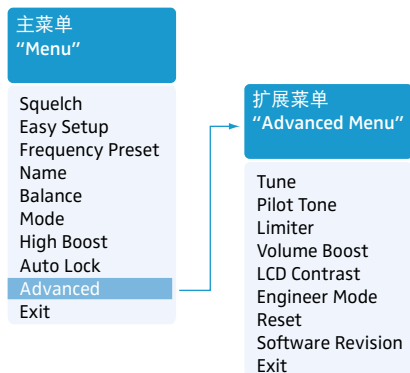 主菜单
“Menu”
Squelch
Easy Setup
Frequency Preset
Name
Balance
Mode
High Boost
Auto Lock
Advanced
Exit
扩展菜单
“Advanced Menu”
Tune
Pilot Tone
Limiter
Volume Boost
LCD Contrast
Engineer Mode
Reset
Software Revision
Exit